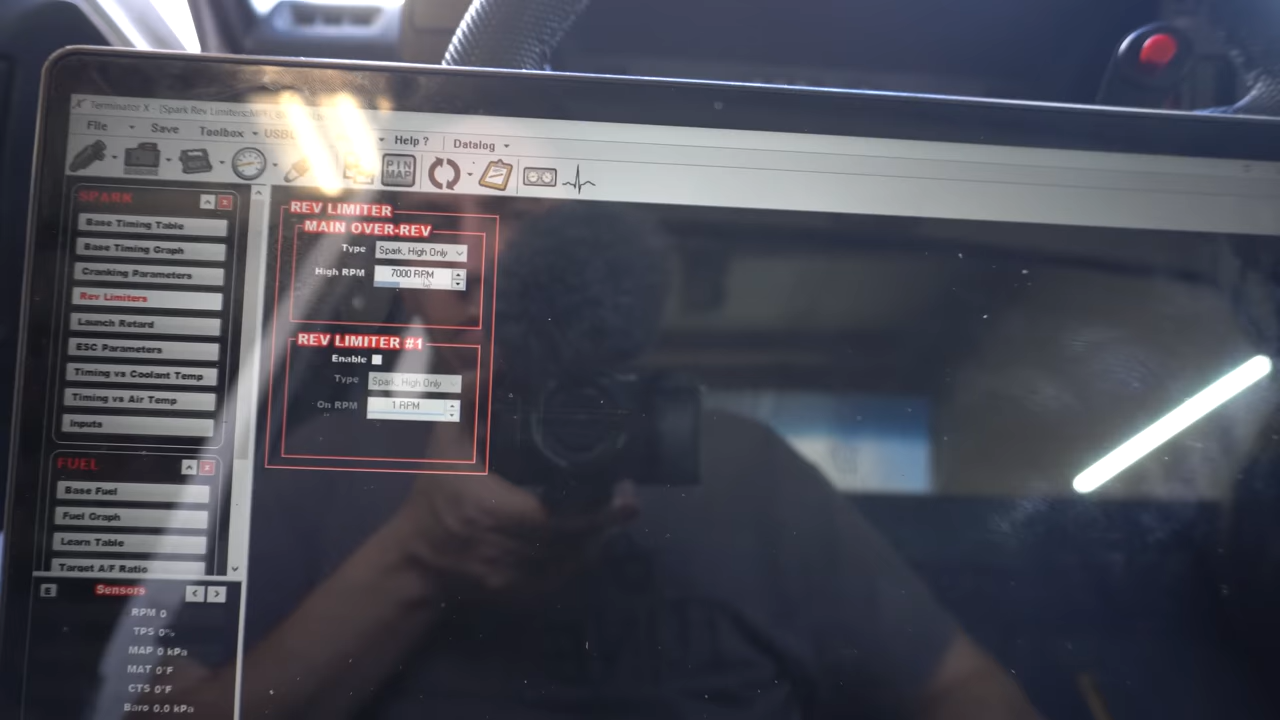 Terminator X - [Spark Rev Limiters:
File Save Toolbox USB Help ? Datalog
PIN
MAP
SPARK
Base Timing Table
Base Timing Graph
Cranking Parameters
Rev Limiters
Launch Retard
ESC Parameters
Timing vs Coolant Temp
Timing vs Air Temp
Inputs
FUEL
Base Fuel
Fuel Graph
Learn Table
Target A/F Ratio
E Sensors < >
RPM 0
TPS 0%
MAP 0 kPa
MAT 0°F
CTS 0°F
Baro 0.0 kPa
REV LIMITER
MAIN OVER-REV
Type Spark, High Only
High RPM 7000 RPM
REV LIMITER #1
Enable
Type Spark, High Only
On RPM 1 RPM